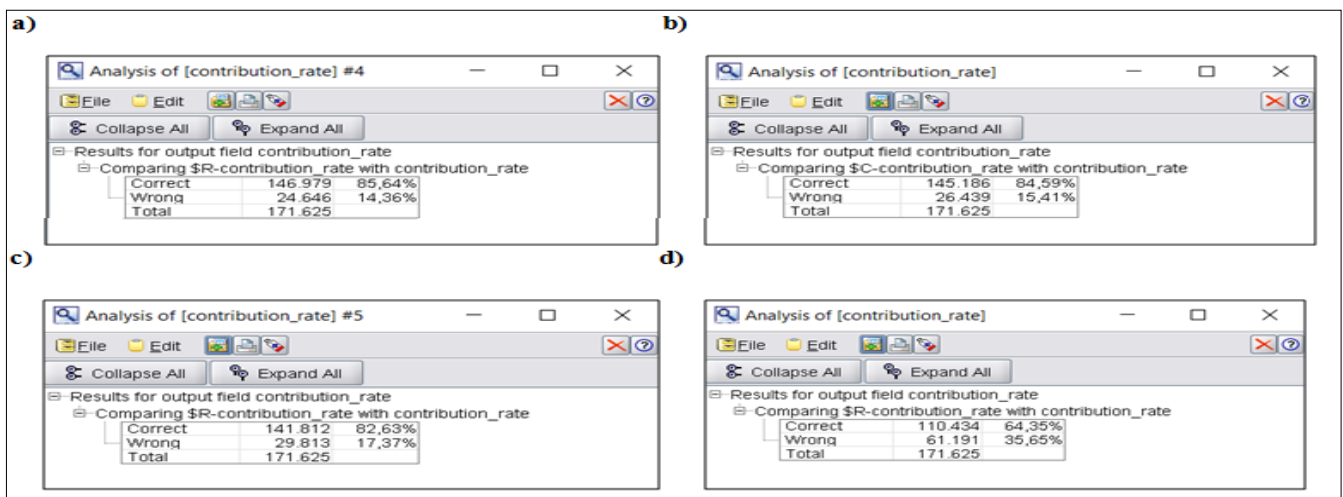 a)
Analysis of [contribution_rate] #4
File Edit
Collapse All Expand All
Results for output field contribution_rate
Comparing $R-contribution_rate with contribution_rate
Correct 146.979 85,64%
Wrong 24.646 14,36%
Total 171.625
b)
Analysis of [contribution_rate]
File Edit
Collapse All Expand All
Results for output field contribution_rate
Comparing $C-contribution_rate with contribution_rate
Correct 145.186 84,59%
Wrong 26.439 15,41%
Total 171.625
c)
Analysis of [contribution_rate] #5
File Edit
Collapse All Expand All
Results for output field contribution_rate
Comparing $R-contribution_rate with contribution_rate
Correct 141.812 82,63%
Wrong 29.813 17,37%
Total 171.625
d)
Analysis of [contribution_rate]
File Edit
Collapse All Expand All
Results for output field contribution_rate
Comparing $R-contribution_rate with contribution_rate
Correct 110.434 64,35%
Wrong 61.191 35,65%
Total 171.625